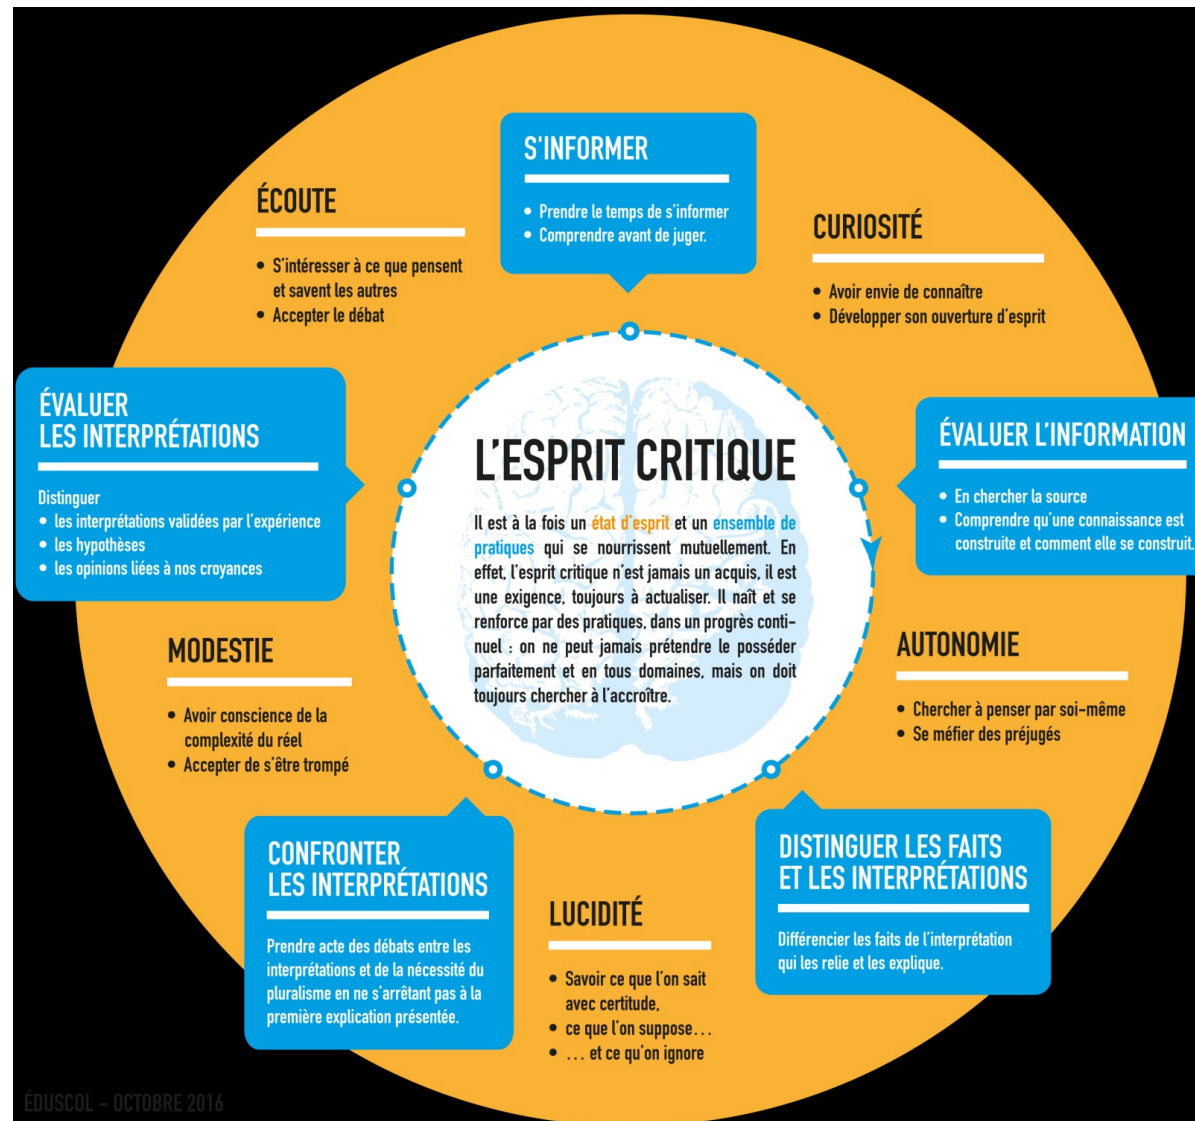 S'INFORMER
• Prendre le temps de s'informer
• Comprendre avant de juger.
CURIOSITÉ
• Avoir envie de connaître
• Développer son ouverture d'esprit
ÉVALUER L'INFORMATION
• En chercher la source
• Comprendre qu'une connaissance est
construite et comment elle se construit.
AUTONOMIE
• Chercher à penser par soi-même
• Se méfier des préjugés
DISTINGUER LES FAITS
ET LES INTERPRÉTATIONS
Différencier les faits de l'interprétation
qui les relie et les explique.
LUCIDITÉ
• Savoir ce que l'on sait
avec certitude,
• ce que l'on suppose...
• ... et ce qu'on ignore
CONFRONTER
LES INTERPRÉTATIONS
Prendre acte des débats entre les
interprétations et de la nécessité du
pluralisme en ne s'arrêtant pas à la
première explication présentée.
MODESTIE
• Avoir conscience de la
complexité du réel
• Accepter de s'être trompé
ÉVALUER
LES INTERPRÉTATIONS
Distinguer
• les interprétations validées par l'expérience
• les hypothèses
• les opinions liées à nos croyances
ÉCOUTE
• S'intéresser à ce que pensent
et savent les autres
• Accepter le débat
L'ESPRIT CRITIQUE
Il est à la fois un état d'esprit et un ensemble de
pratiques qui se nourrissent mutuellement. En
effet, l'esprit critique n'est jamais un acquis, il est
une exigence, toujours à actualiser. Il naît et se
renforce par des pratiques, dans un progrès conti-
nuel : on ne peut jamais prétendre le posséder
parfaitement et en tous domaines, mais on doit
toujours chercher à l'accroître.
ÉDUSCOL – OCTOBRE 2016